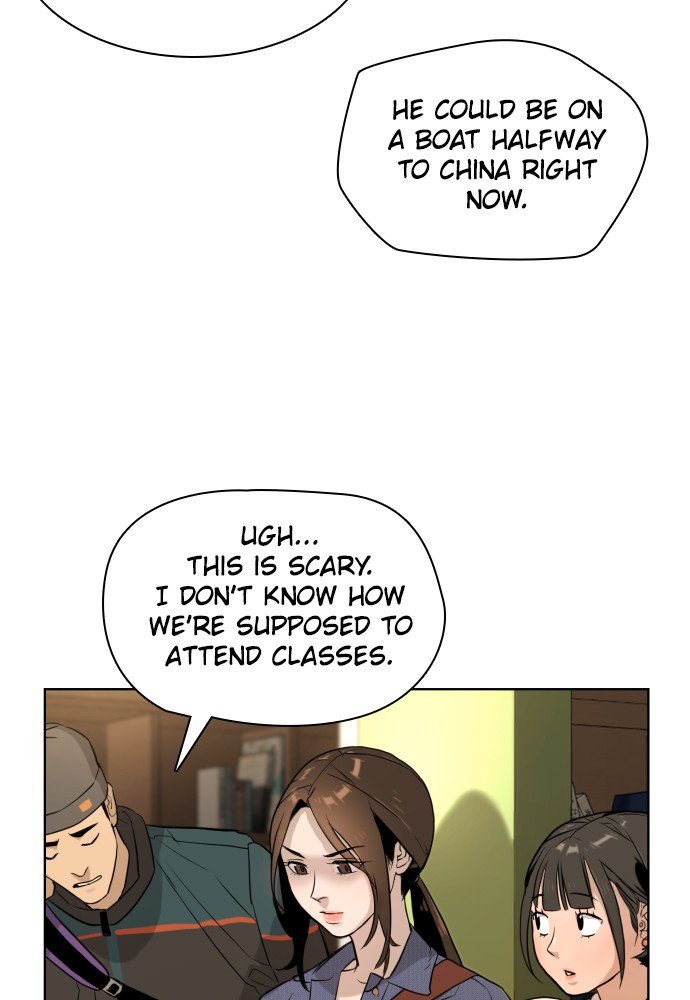 HE COULD BE ON
A BOAT HALFWAY
TO CHINA RIGHT
NOW.
UGH...
THIS IS SCARY.
I DON'T KNOW HOW
WE'RE SUPPOSED TO
ATTEND CLASSES.